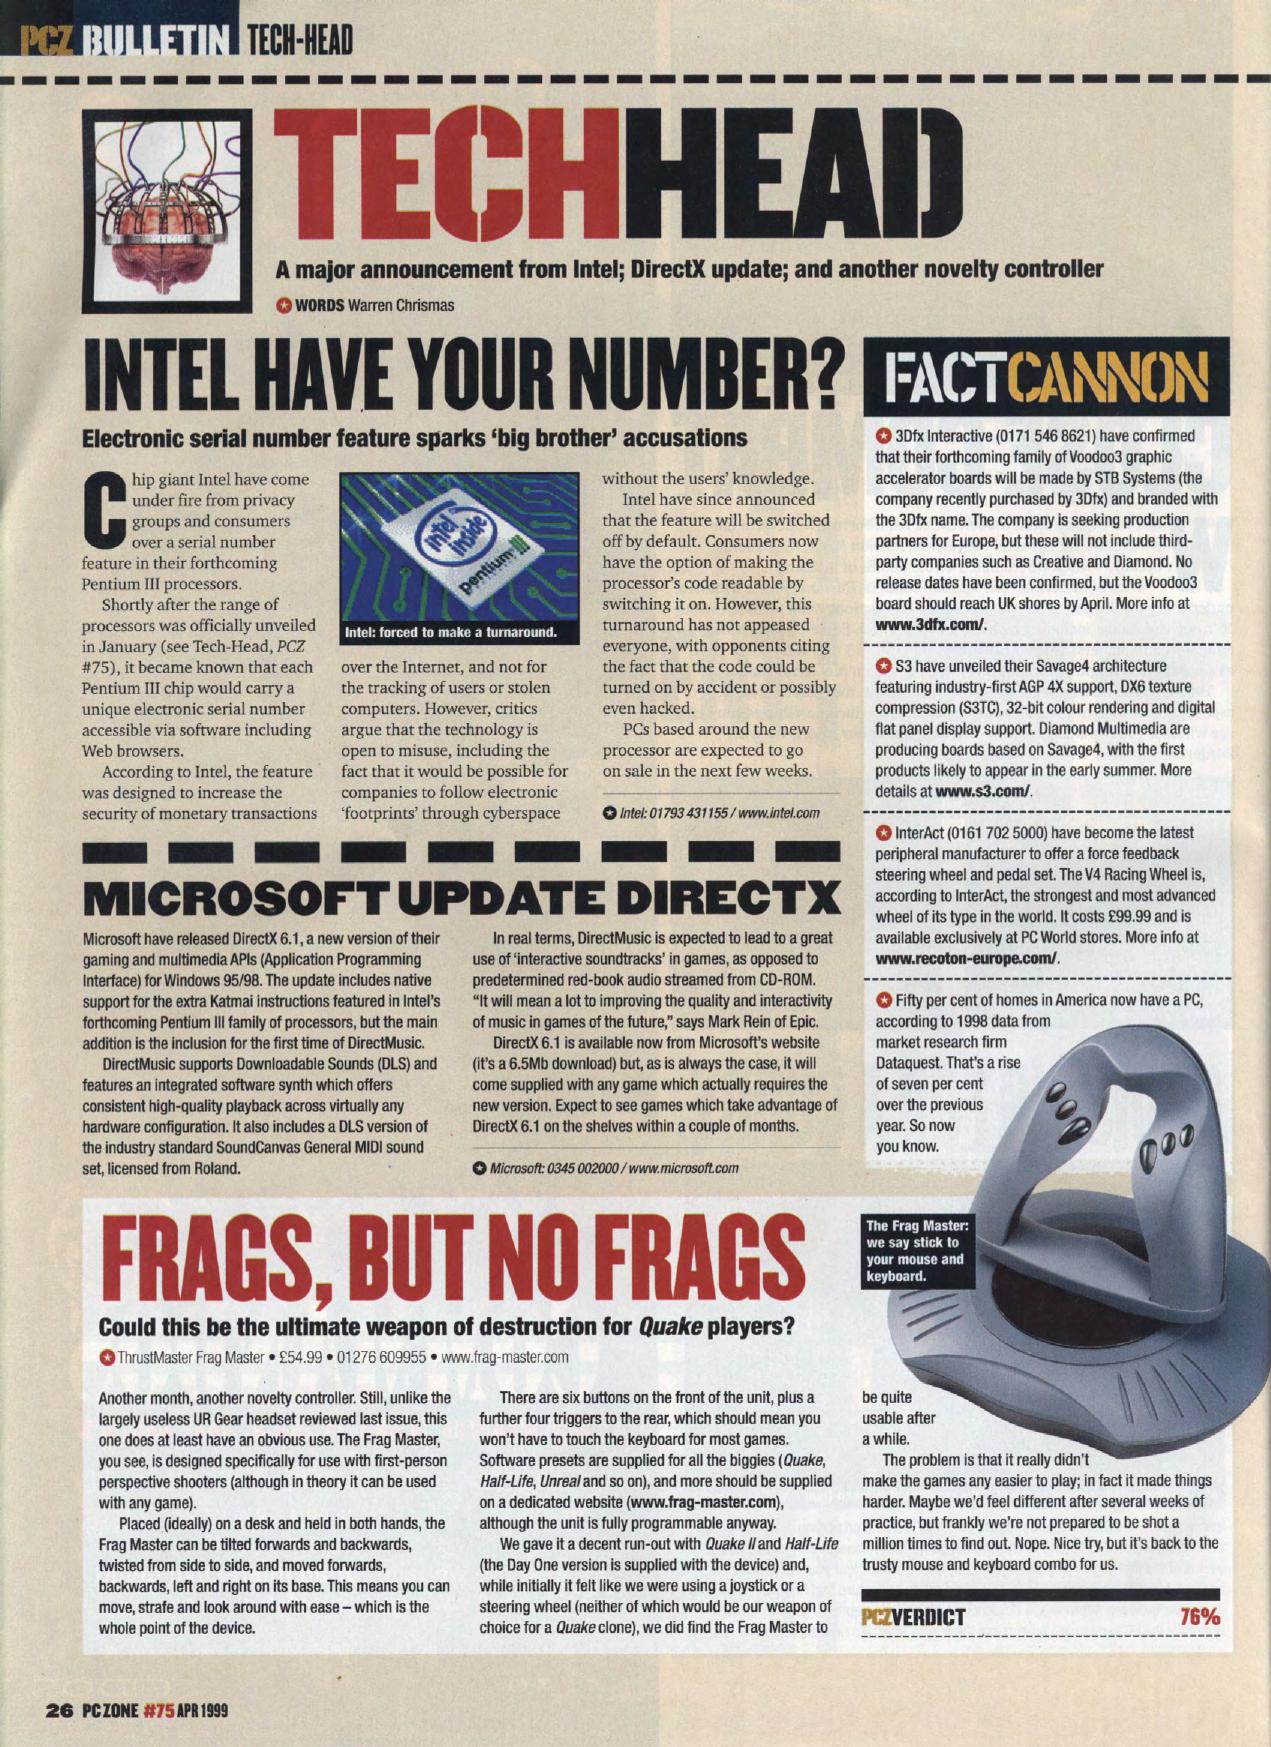 PCZ BULLETIN TECH-HEAD
TECHHEAD
A major announcement from Intel; DirectX update; and another novelty controller
WORDS Warren Chrismas
INTEL HAVE YOUR NUMBER?
Electronic serial number feature sparks ‘big brother’ accusations
Chip giant Intel have come
under fire from privacy
groups and consumers
over a serial number
feature in their forthcoming
Pentium III processors.
Shortly after the range of
processors was officially unveiled
in January (see Tech-Head, PCZ
#75), it became known that each
Pentium III chip would carry a
unique electronic serial number
accessible via software including
Web browsers.
According to Intel, the feature
was designed to increase the
security of monetary transactions
intel
inside
pentium III
Intel: forced to make a turnaround.
over the Internet, and not for
the tracking of users or stolen
computers. However, critics
argue that the technology is
open to misuse, including the
fact that it would be possible for
companies to follow electronic
‘footprints’ through cyberspace
without the users’ knowledge.
Intel have since announced
that the feature will be switched
off by default. Consumers now
have the option of making the
processor’s code readable by
switching it on. However, this
turnaround has not appeased
everyone, with opponents citing
the fact that the code could be
turned on by accident or possibly
even hacked.
PCs based around the new
processor are expected to go
on sale in the next few weeks.
Intel: 01793 431155 / www.intel.com
MICROSOFT UPDATE DIRECTX
Microsoft have released DirectX 6.1, a new version of their
gaming and multimedia APIs (Application Programming
Interface) for Windows 95/98. The update includes native
support for the extra Katmai instructions featured in Intel’s
forthcoming Pentium III family of processors, but the main
addition is the inclusion for the first time of DirectMusic.
DirectMusic supports Downloadable Sounds (DLS) and
features an integrated software synth which offers
consistent high-quality playback across virtually any
hardware configuration. It also includes a DLS version of
the industry standard SoundCanvas General MIDI sound
set, licensed from Roland.
In real terms, DirectMusic is expected to lead to a great
use of ‘interactive soundtracks’ in games, as opposed to
predetermined red-book audio streamed from CD-ROM.
“It will mean a lot to improving the quality and interactivity
of music in games of the future,” says Mark Rein of Epic.
DirectX 6.1 is available now from Microsoft’s website
(it’s a 6.5Mb download) but, as is always the case, it will
come supplied with any game which actually requires the
new version. Expect to see games which take advantage of
DirectX 6.1 on the shelves within a couple of months.
Microsoft: 0345 002000 / www.microsoft.com
FACTCANNON
3Dfx Interactive (0171 546 8621) have confirmed
that their forthcoming family of Voodoo3 graphic
accelerator boards will be made by STB Systems (the
company recently purchased by 3Dfx) and branded with
the 3Dfx name. The company is seeking production
partners for Europe, but these will not include third-
party companies such as Creative and Diamond. No
release dates have been confirmed, but the Voodoo3
board should reach UK shores by April. More info at
www.3dfx.com/.
S3 have unveiled their Savage4 architecture
featuring industry-first AGP 4X support, DX6 texture
compression (S3TC), 32-bit colour rendering and digital
flat panel display support. Diamond Multimedia are
producing boards based on Savage4, with the first
products likely to appear in the early summer. More
details at www.s3.com/.
InterAct (0161 702 5000) have become the latest
peripheral manufacturer to offer a force feedback
steering wheel and pedal set. The V4 Racing Wheel is,
according to InterAct, the strongest and most advanced
wheel of its type in the world. It costs £99.99 and is
available exclusively at PC World stores. More info at
www.recoton-europe.com/.
Fifty per cent of homes in America now have a PC,
according to 1998 data from
market research firm
Dataquest. That’s a rise
of seven per cent
over the previous
year. So now
you know.
FRAGS, BUT NO FRAGS
Could this be the ultimate weapon of destruction for Quake players?
ThrustMaster Frag Master • £54.99 • 01276 609955 • www.frag-master.com
Another month, another novelty controller. Still, unlike the
largely useless UR Gear headset reviewed last issue, this
one does at least have an obvious use. The Frag Master,
you see, is designed specifically for use with first-person
perspective shooters (although in theory it can be used
with any game).
Placed (ideally) on a desk and held in both hands, the
Frag Master can be tilted forwards and backwards,
twisted from side to side, and moved forwards,
backwards, left and right on its base. This means you can
move, strafe and look around with ease – which is the
whole point of the device.
There are six buttons on the front of the unit, plus a
further four triggers to the rear, which should mean you
won’t have to touch the keyboard for most games.
Software presets are supplied for all the biggies (Quake,
Half-Life, Unreal and so on), and more should be supplied
on a dedicated website (www.frag-master.com),
although the unit is fully programmable anyway.
We gave it a decent run-out with Quake II and Half-Life
(the Day One version is supplied with the device) and,
while initially it felt like we were using a joystick or a
steering wheel (neither of which would be our weapon of
choice for a Quake clone), we did find the Frag Master to
The Frag Master:
we say stick to
your mouse and
keyboard.
be quite
usable after
a while.
The problem is that it really didn’t
make the games any easier to play; in fact it made things
harder. Maybe we’d feel different after several weeks of
practice, but frankly we’re not prepared to be shot a
million times to find out. Nope. Nice try, but it’s back to the
trusty mouse and keyboard combo for us.
PCZVERDICT 76%
26 PC ZONE #75 APR 1999